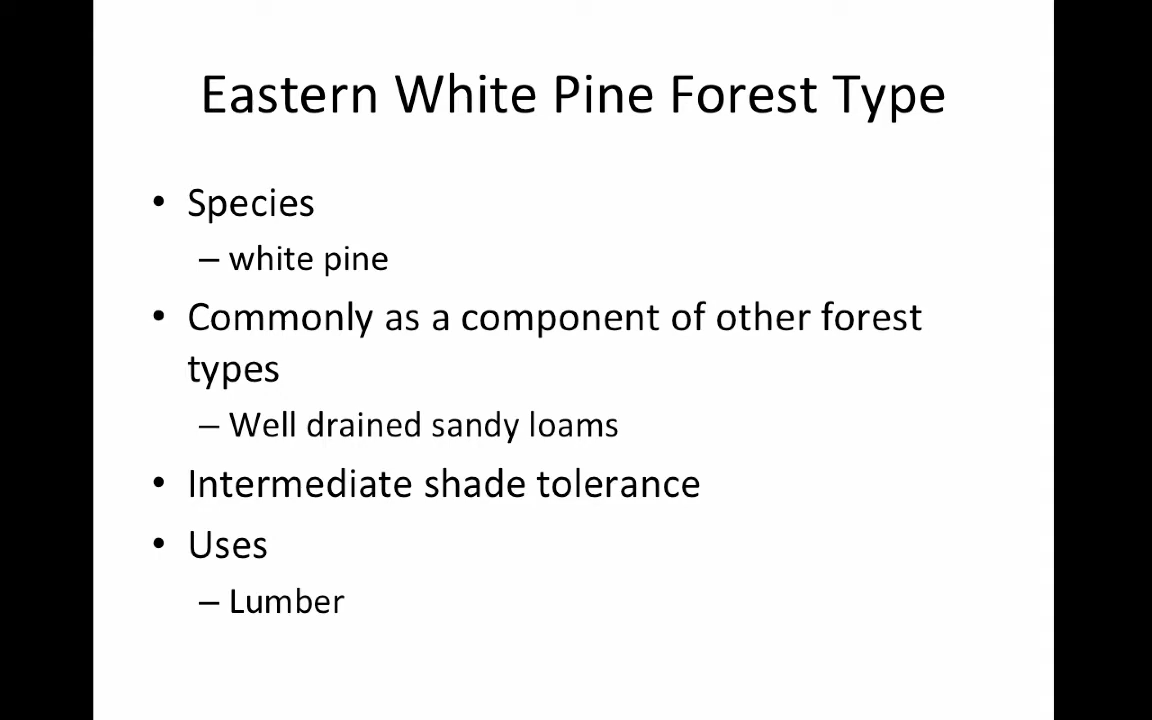 Eastern White Pine Forest Type
• Species
– white pine
• Commonly as a component of other forest
types
– Well drained sandy loams
• Intermediate shade tolerance
• Uses
– Lumber